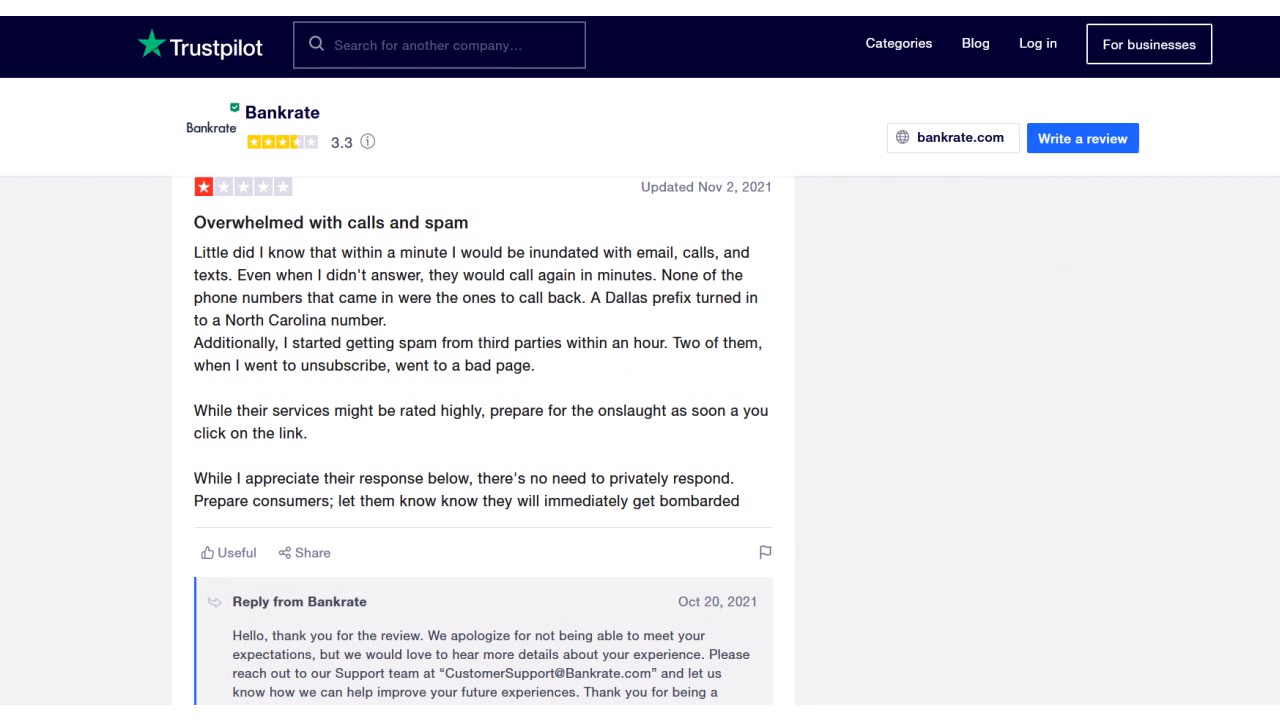 Trustpilot
Search for another company...
Categories
Blog
Log in
For businesses
Bankrate
Bankrate
3.3
bankrate.com
Write a review
Updated Nov 2, 2021
Overwhelmed with calls and spam
Little did I know that within a minute I would be inundated with email, calls, and
texts. Even when I didn't answer, they would call again in minutes. None of the
phone numbers that came in were the ones to call back. A Dallas prefix turned in
to a North Carolina number.
Additionally, I started getting spam from third parties within an hour. Two of them,
when I went to unsubscribe, went to a bad page.
While their services might be rated highly, prepare for the onslaught as soon a you
click on the link.
While I appreciate their response below, there's no need to privately respond.
Prepare consumers; let them know know they will immediately get bombarded
Useful
Share
Reply from Bankrate
Oct 20, 2021
Hello, thank you for the review. We apologize for not being able to meet your
expectations, but we would love to hear more details about your experience. Please
reach out to our Support team at “CustomerSupport@Bankrate.com” and let us
know how we can help improve your future experiences. Thank you for being a